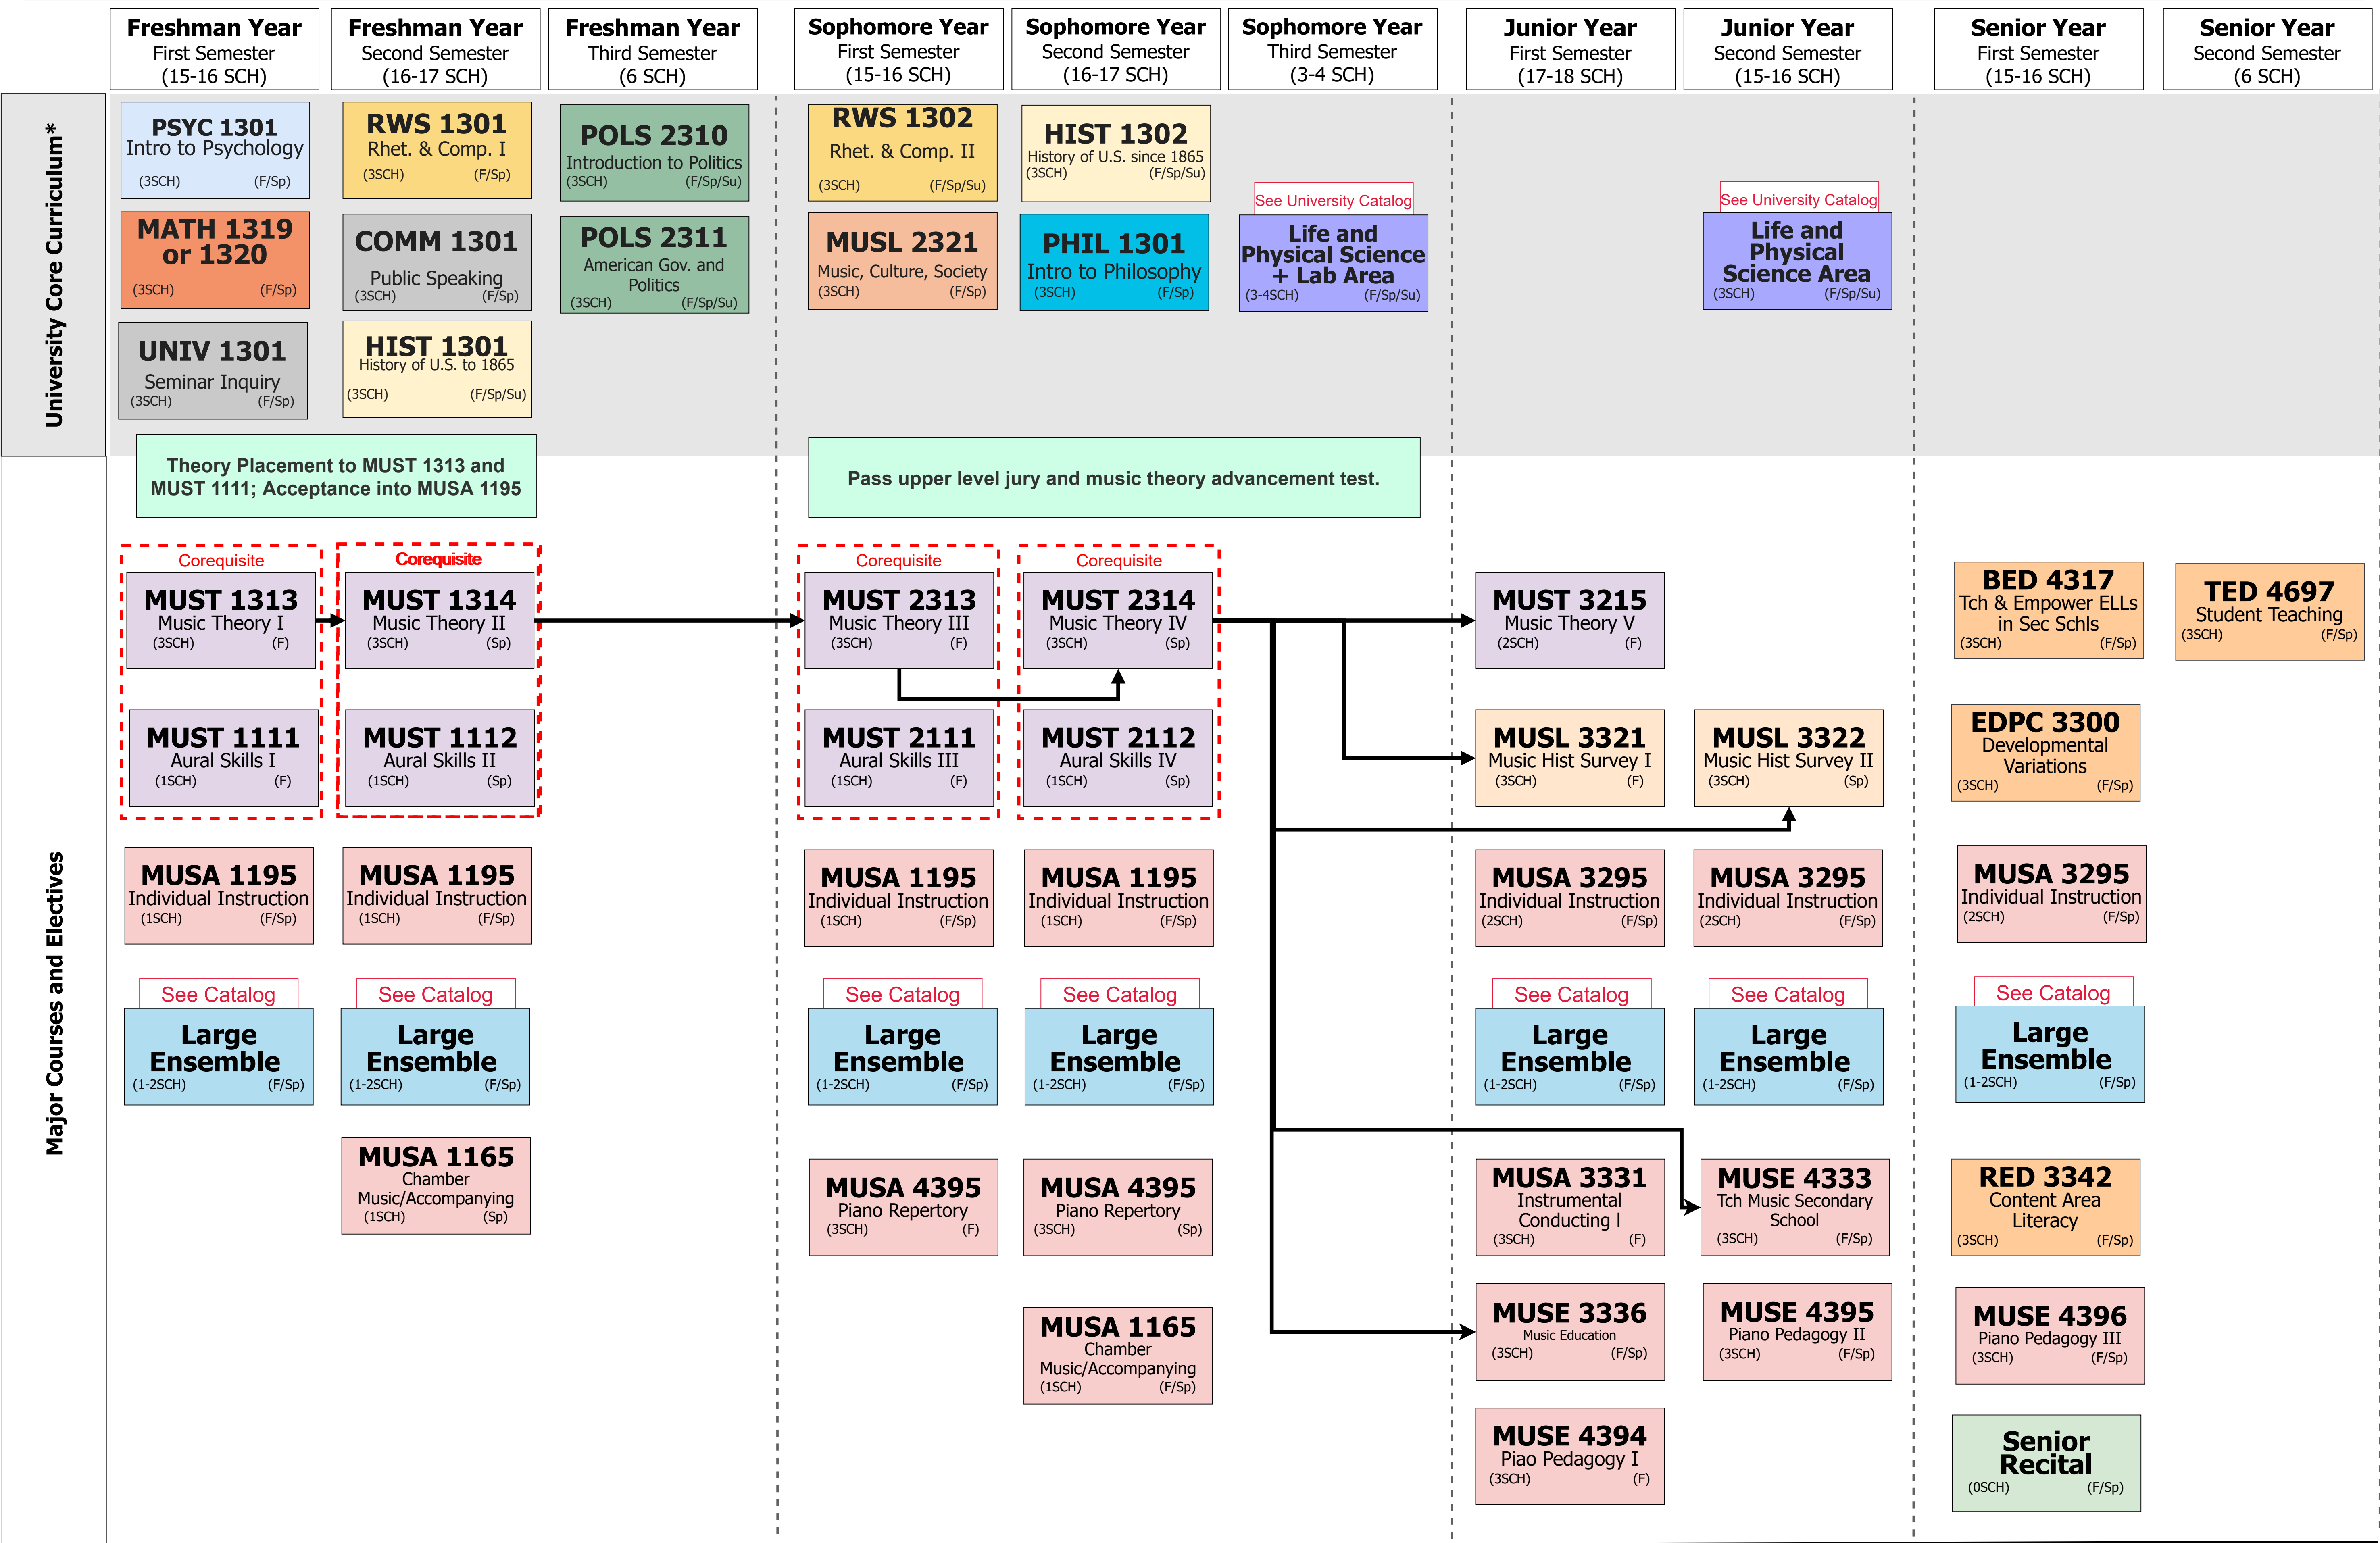 Freshman Year
First Semester
(15-16 SCH)
Freshman Year
Second Semester
(16-17 SCH)
Freshman Year
Third Semester
(6 SCH)
Sophomore Year
First Semester
(15-16 SCH)
Sophomore Year
Second Semester
(16-17 SCH)
Sophomore Year
Third Semester
(3-4 SCH)
Junior Year
First Semester
(17-18 SCH)
Junior Year
Second Semester
(15-16 SCH)
Senior Year
First Semester
(15-16 SCH)
Senior Year
Second Semester
(6 SCH)
University Core Curriculum*
PSYC 1301
Intro to Psychology
(3SCH) (F/Sp)
RWS 1301
Rhet. & Comp. I
(3SCH) (F/Sp)
POLS 2310
Introduction to Politics
(3SCH) (F/Sp/Su)
RWS 1302
Rhet. & Comp. II
(3SCH) (F/Sp/Su)
HIST 1302
History of U.S. since 1865
(3SCH) (F/Sp/Su)
MATH 1319
or 1320
(3SCH) (F/Sp)
COMM 1301
Public Speaking
(3SCH) (F/Sp)
POLS 2311
American Gov. and
Politics
(3SCH) (F/Sp/Su)
MUSL 2321
Music, Culture, Society
(3SCH) (F/Sp)
PHIL 1301
Intro to Philosophy
(3SCH) (F/Sp)
See University Catalog
Life and
Physical Science
+ Lab Area
(3-4SCH) (F/Sp/Su)
See University Catalog
Life and
Physical
Science Area
(3SCH) (F/Sp/Su)
UNIV 1301
Seminar Inquiry
(3SCH) (F/Sp)
HIST 1301
History of U.S. to 1865
(3SCH) (F/Sp/Su)
Major Courses and Electives
Theory Placement to MUST 1313 and
MUST 1111; Acceptance into MUSA 1195
Pass upper level jury and music theory advancement test.
Corequisite
MUST 1313
Music Theory I
(3SCH) (F)
Corequisite
MUST 1314
Music Theory II
(3SCH) (Sp)
Corequisite
MUST 2313
Music Theory III
(3SCH) (F)
Corequisite
MUST 2314
Music Theory IV
(3SCH) (Sp)
MUST 3215
Music Theory V
(2SCH) (F)
BED 4317
Tch & Empower ELLs
in Sec Schls
(3SCH) (F/Sp)
TED 4697
Student Teaching
(3SCH) (F/Sp)
MUST 1111
Aural Skills I
(1SCH) (F)
MUST 1112
Aural Skills II
(1SCH) (Sp)
MUST 2111
Aural Skills III
(1SCH) (F)
MUST 2112
Aural Skills IV
(1SCH) (Sp)
MUSL 3321
Music Hist Survey I
(3SCH) (F)
MUSL 3322
Music Hist Survey II
(3SCH) (Sp)
EDPC 3300
Developmental
Variations
(3SCH) (F/Sp)
MUSA 1195
Individual Instruction
(1SCH) (F/Sp)
MUSA 1195
Individual Instruction
(1SCH) (F/Sp)
MUSA 1195
Individual Instruction
(1SCH) (F/Sp)
MUSA 1195
Individual Instruction
(1SCH) (F/Sp)
MUSA 3295
Individual Instruction
(2SCH) (F/Sp)
MUSA 3295
Individual Instruction
(2SCH) (F/Sp)
MUSA 3295
Individual Instruction
(2SCH) (F/Sp)
See Catalog
Large
Ensemble
(1-2SCH) (F/Sp)
See Catalog
Large
Ensemble
(1-2SCH) (F/Sp)
See Catalog
Large
Ensemble
(1-2SCH) (F/Sp)
See Catalog
Large
Ensemble
(1-2SCH) (F/Sp)
See Catalog
Large
Ensemble
(1-2SCH) (F/Sp)
See Catalog
Large
Ensemble
(1-2SCH) (F/Sp)
See Catalog
Large
Ensemble
(1-2SCH) (F/Sp)
MUSA 1165
Chamber
Music/Accompanying
(1SCH) (Sp)
MUSA 4395
Piano Repertory
(3SCH) (F)
MUSA 4395
Piano Repertory
(3SCH) (Sp)
MUSA 3331
Instrumental
Conducting I
(3SCH) (F)
MUSE 4333
Tch Music Secondary
School
(3SCH) (F/Sp)
RED 3342
Content Area
Literacy
(3SCH) (F/Sp)
MUSA 1165
Chamber
Music/Accompanying
(1SCH) (F/Sp)
MUSE 3336
Music Education
(3SCH) (F/Sp)
MUSE 4395
Piano Pedagogy II
(3SCH) (F/Sp)
MUSE 4396
Piano Pedagogy III
(3SCH) (F/Sp)
MUSE 4394
Piao Pedagogy I
(3SCH) (F)
Senior
Recital
(0SCH) (F/Sp)